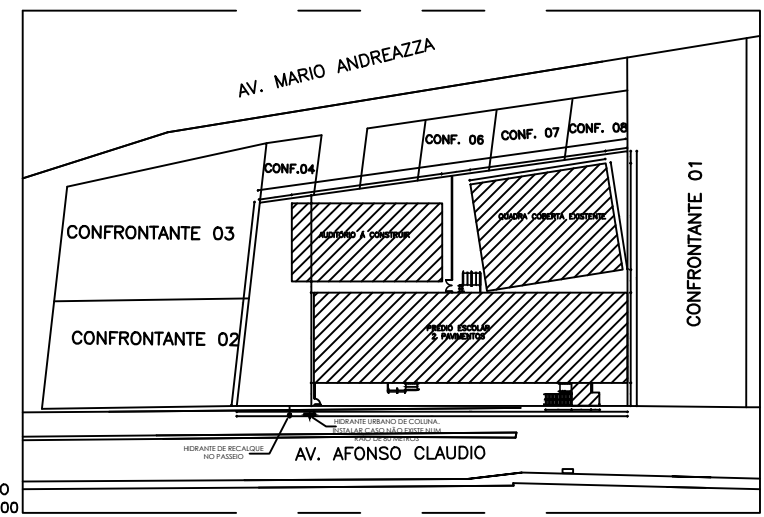 AV. MARIO ANDREAZZA
CONF.04
CONF. 06
CONF. 07
CONF. 08
CONFRONTANTE 01
CONFRONTANTE 03
AUDITÓRIO A CONSTRUIR
QUADRA COBERTA EXISTENTE
CONFRONTANTE 02
PRÉDIO ESCOLAR
2 PAVIMENTOS
HIDRANTE URBANO DE COLUNA.
INSTALAR CASO NÃO EXISTE NUM
RAIO DE 60 METROS
HIDRANTE DE RECALQUE
NO PASSEIO
AV. AFONSO CLAUDIO
O
00